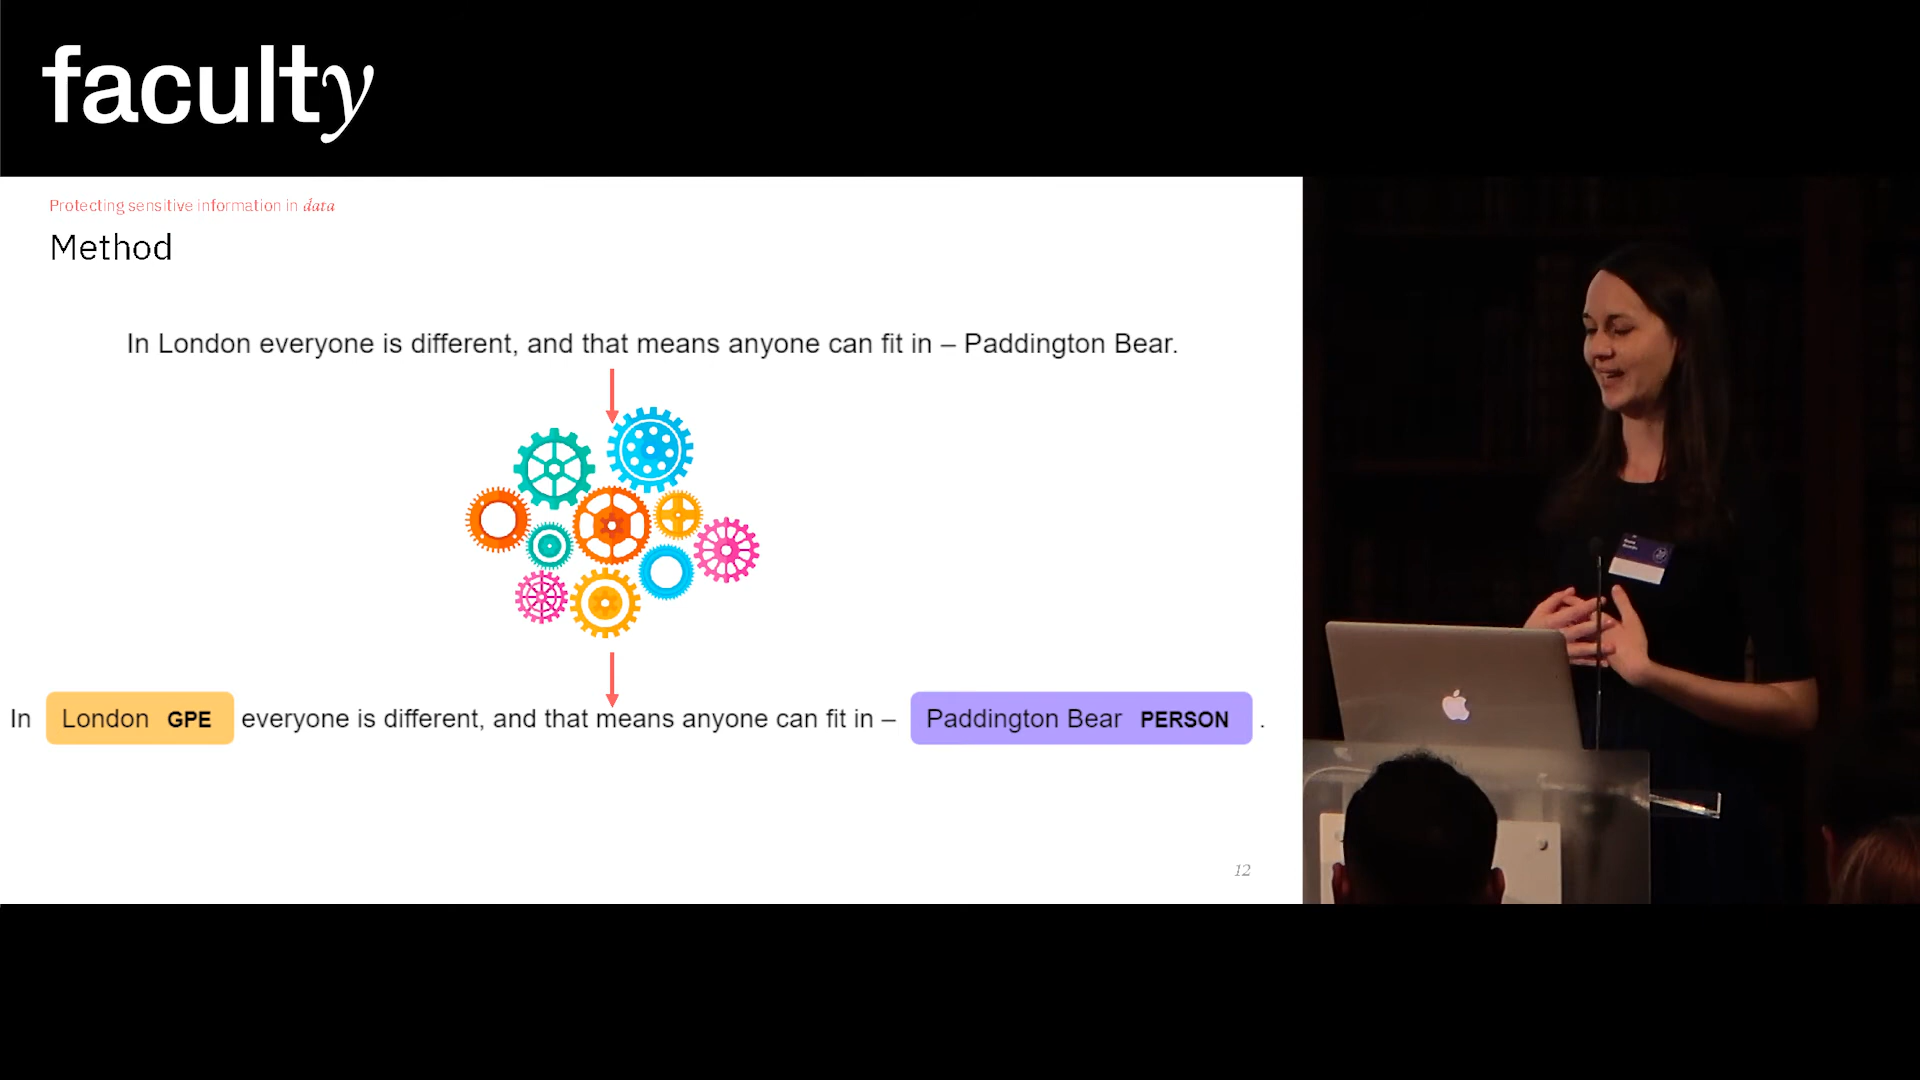 faculty
Protecting sensitive information in data
Method
In London everyone is different, and that means anyone can fit in – Paddington Bear.
In London GPE everyone is different, and that means anyone can fit in – Paddington Bear PERSON .
12